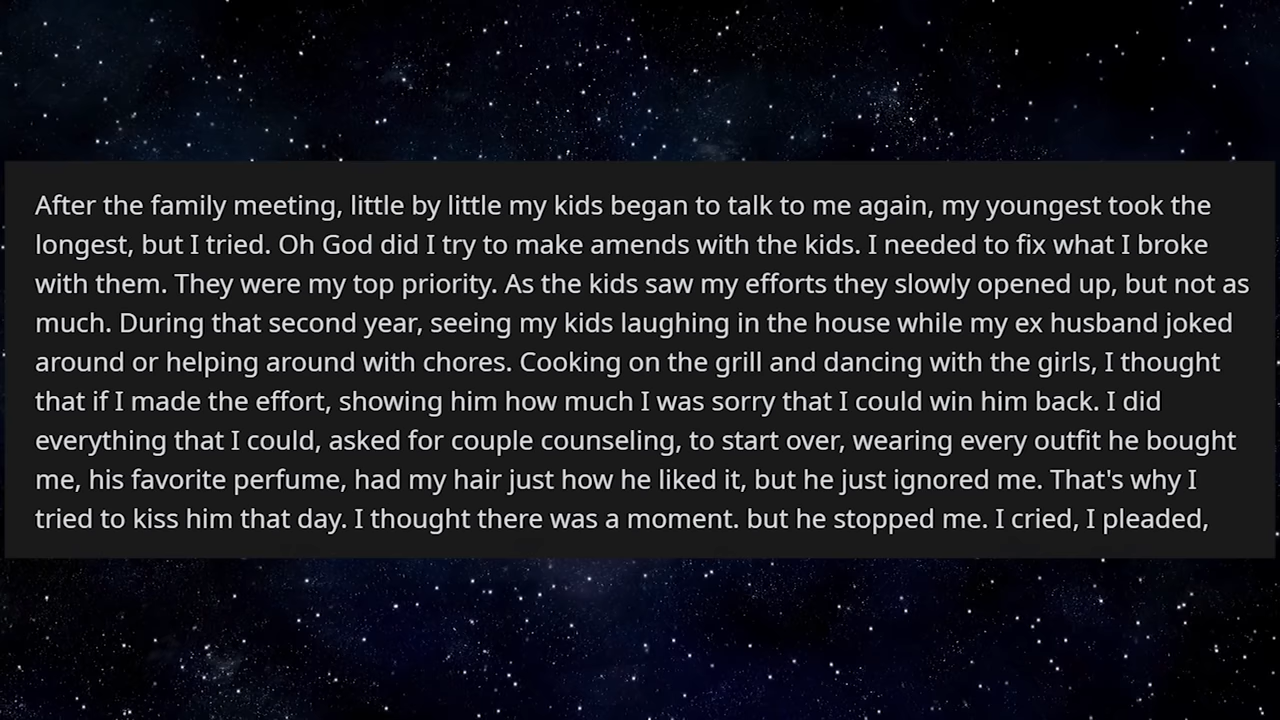 After the family meeting, little by little my kids began to talk to me again, my youngest took the
longest, but I tried. Oh God did I try to make amends with the kids. I needed to fix what I broke
with them. They were my top priority. As the kids saw my efforts they slowly opened up, but not as
much. During that second year, seeing my kids laughing in the house while my ex husband joked
around or helping around with chores. Cooking on the grill and dancing with the girls, I thought
that if I made the effort, showing him how much I was sorry that I could win him back. I did
everything that I could, asked for couple counseling, to start over, wearing every outfit he bought
me, his favorite perfume, had my hair just how he liked it, but he just ignored me. That's why I
tried to kiss him that day. I thought there was a moment. but he stopped me. I cried, I pleaded,